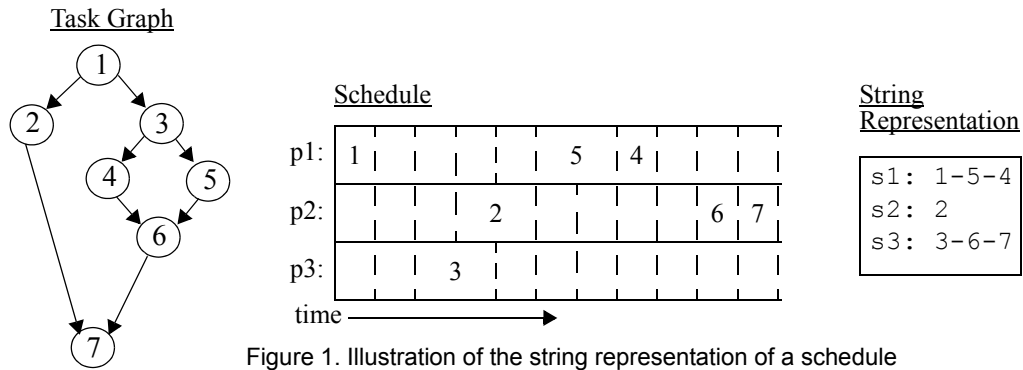 Task Graph
1
2
3
4
5
6
7
Schedule
p1: 1 5 4
p2: 2 6 7
p3: 3
time
String
Representation
s1: 1-5-4
s2: 2
s3: 3-6-7
Figure 1. Illustration of the string representation of a schedule